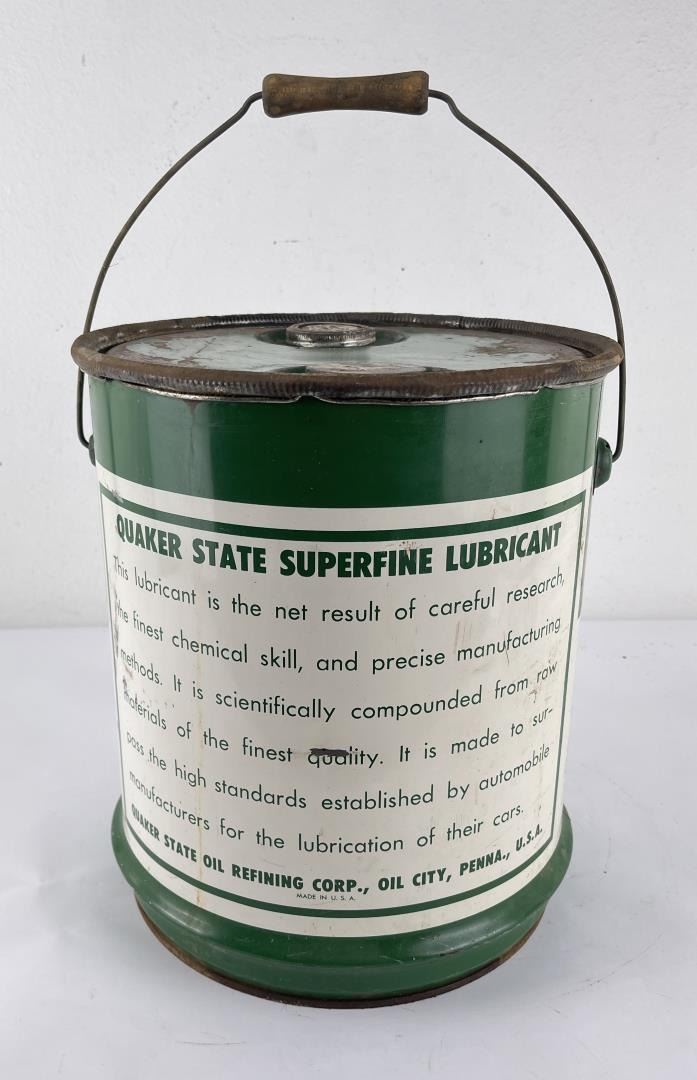 QUAKER STATE SUPERFINE LUBRICANT
This lubricant is the net result of careful research,
the finest chemical skill, and precise manufacturing
methods. It is scientifically compounded from raw
materials of the finest quality. It is made to sur-
pass the high standards established by automobile
manufacturers for the lubrication of their cars.
QUAKER STATE OIL REFINING CORP., OIL CITY, PENNA., U.S.A.
MADE IN U. S. A.